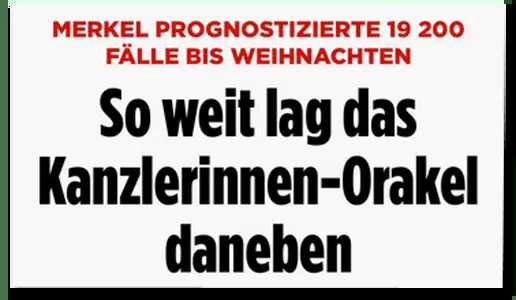 MERKEL PROGNOSTIZIERTE 19 200
FÄLLE BIS WEIHNACHTEN
So weit lag das
Kanzlerinnen-Orakel
daneben